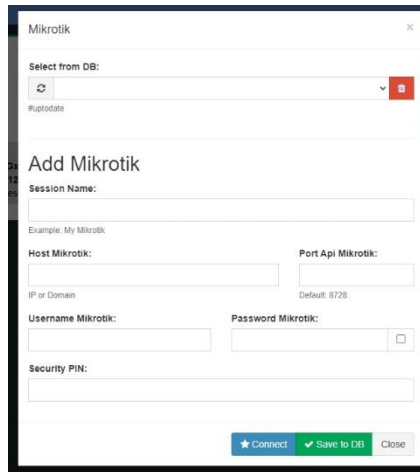 Mikrotik ×
Select from DB:
#uptodate
Add Mikrotik
Session Name:
Example: My Mikrotik
Host Mikrotik: Port Api Mikrotik:
IP or Domain Default: 8728
Username Mikrotik: Password Mikrotik:
Security PIN:
Connect Save to DB Close